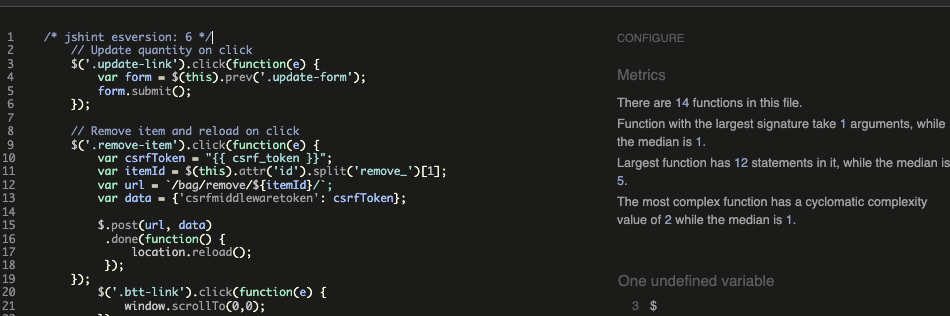 1 /* jshint esversion: 6 */
2 // Update quantity on click
3 $('.update-link').click(function(e) {
4 var form = $(this).prev('.update-form');
5 form.submit();
6 });
7
8 // Remove item and reload on click
9 $('.remove-item').click(function(e) {
10 var csrfToken = "{{ csrf_token }}";
11 var itemId = $(this).attr('id').split('remove_')[1];
12 var url = `/bag/remove/${itemId}/`;
13 var data = {'csrfmiddlewaretoken': csrfToken};
14
15 $.post(url, data)
16 .done(function() {
17 location.reload();
18 });
19 });
20 $('.btt-link').click(function(e) {
21 window.scrollTo(0,0);
CONFIGURE
Metrics
There are 14 functions in this file.
Function with the largest signature take 1 arguments, while
the median is 1.
Largest function has 12 statements in it, while the median is
5.
The most complex function has a cyclomatic complexity
value of 2 while the median is 1.
One undefined variable
3 $